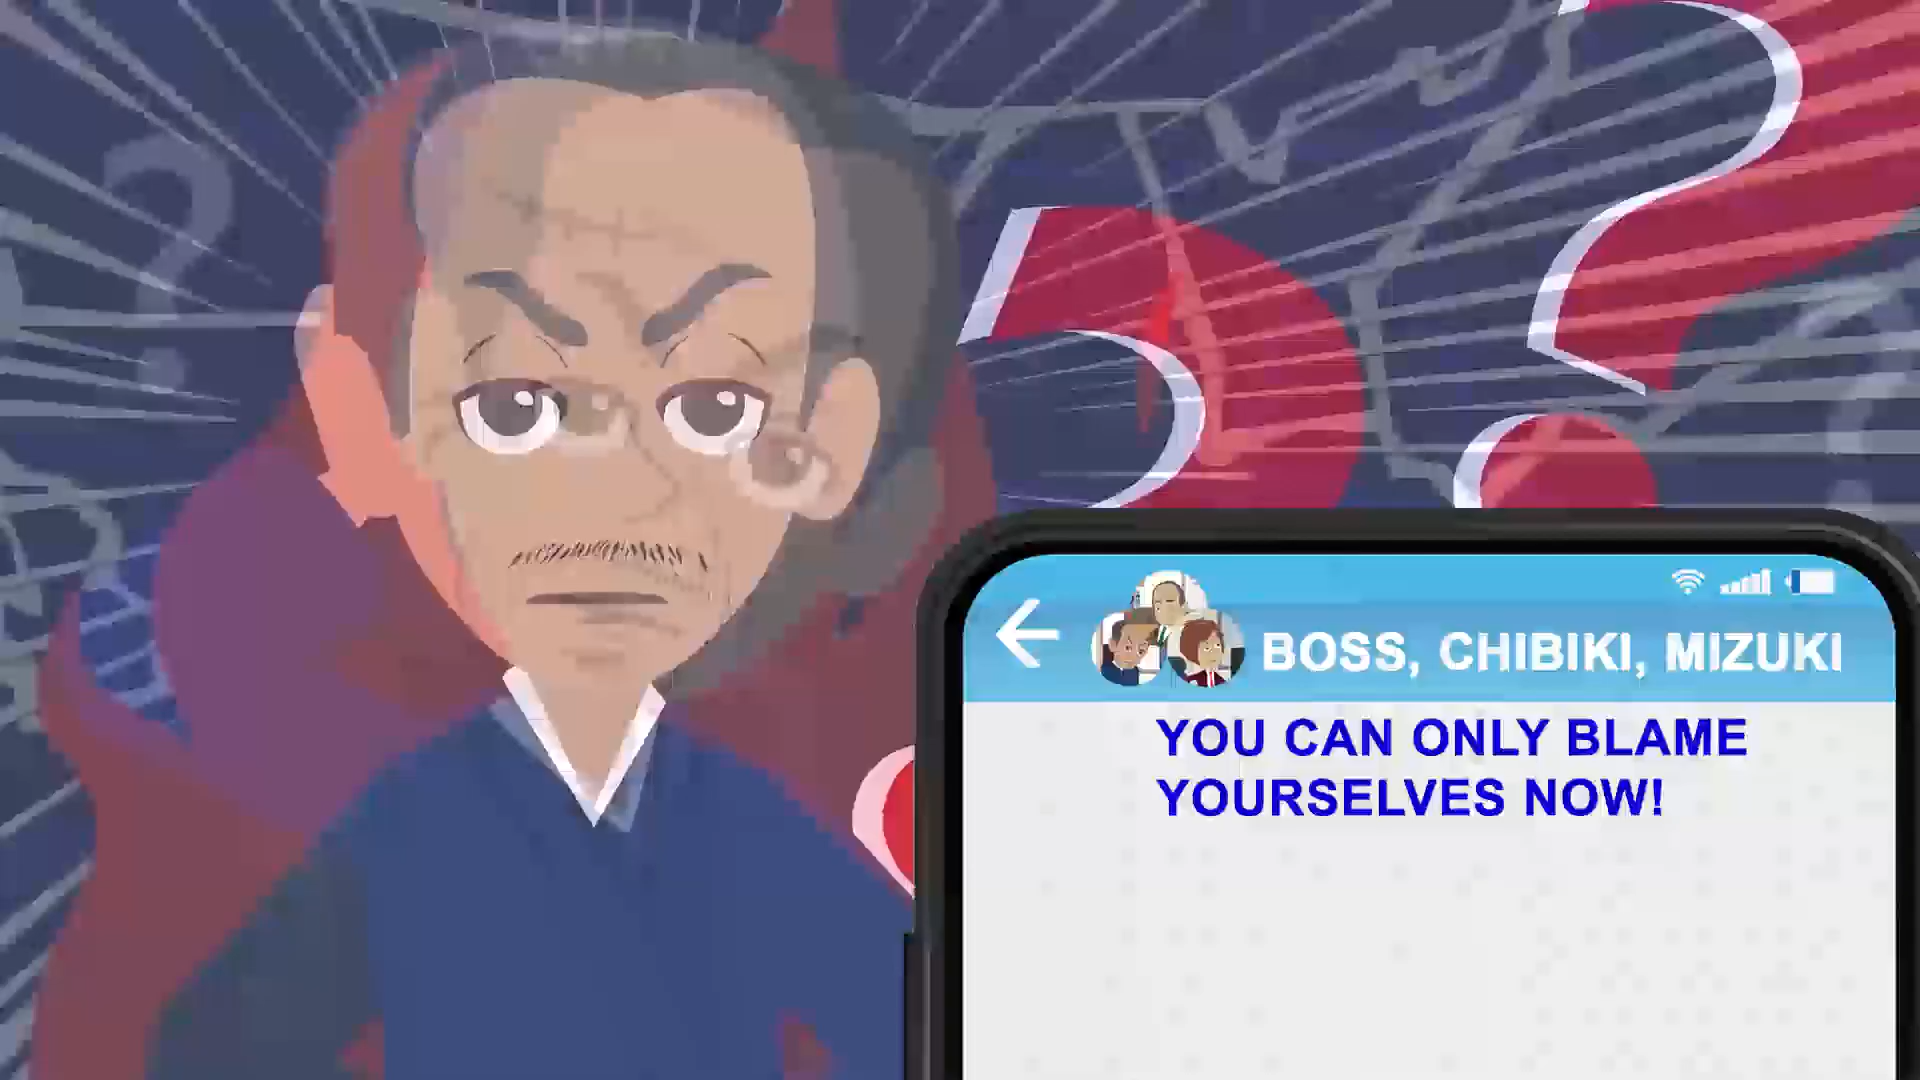 ?
?
?
BOSS, CHIBIKI, MIZUKI
YOU CAN ONLY BLAME
YOURSELVES NOW!